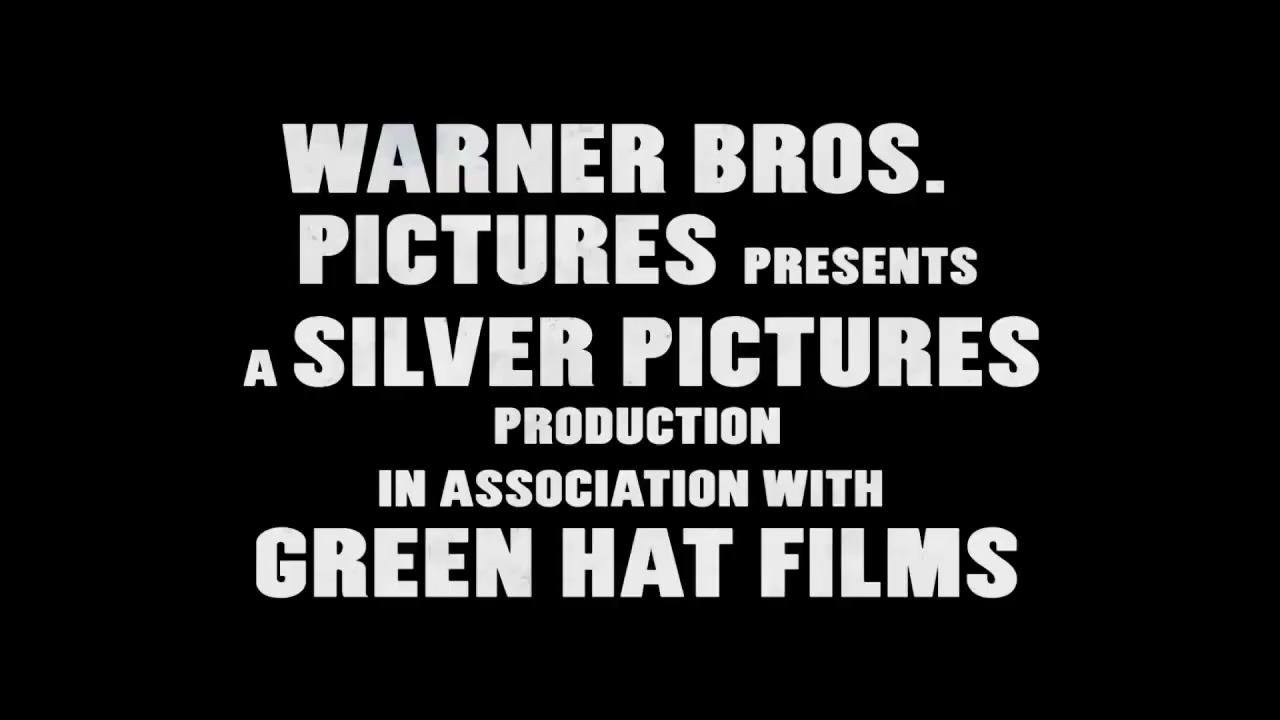 WARNER BROS.
PICTURES PRESENTS
A SILVER PICTURES
PRODUCTION
IN ASSOCIATION WITH
GREEN HAT FILMS